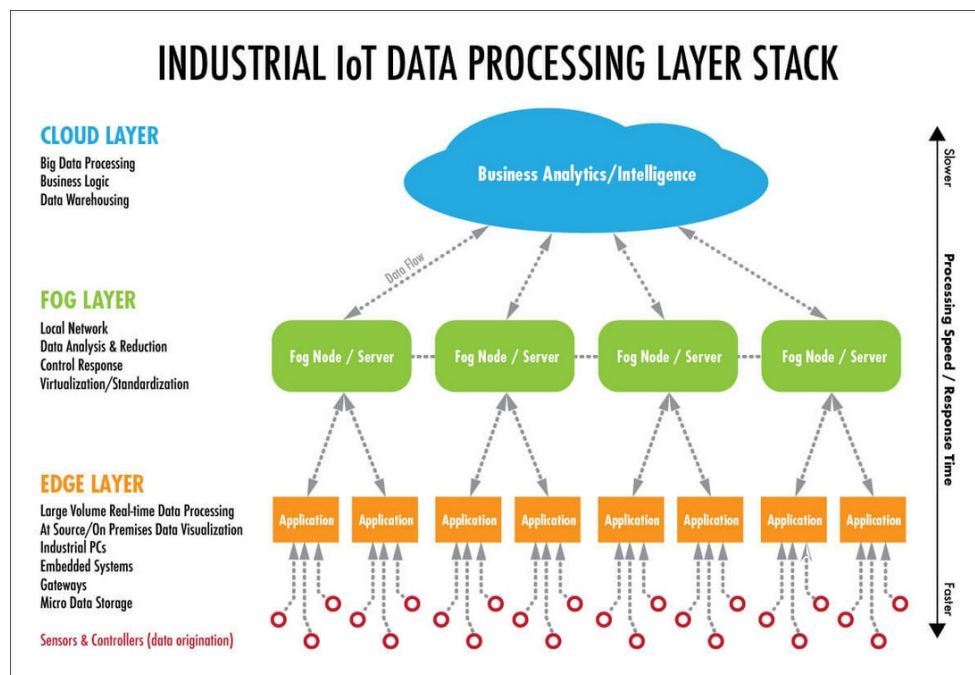 INDUSTRIAL IoT DATA PROCESSING LAYER STACK
CLOUD LAYER
Big Data Processing
Business Logic
Data Warehousing
Business Analytics/Intelligence
Data Flow
FOG LAYER
Local Network
Data Analysis & Reduction
Control Response
Virtualization/Standardization
Fog Node / Server
Fog Node / Server
Fog Node / Server
Fog Node / Server
EDGE LAYER
Large Volume Real-time Data Processing
At Source/On Premises Data Visualization
Industrial PCs
Embedded Systems
Gateways
Micro Data Storage
Application
Application
Application
Application
Application
Application
Application
Application
Sensors & Controllers (data origination)
Slower
Processing Speed / Response Time
Faster